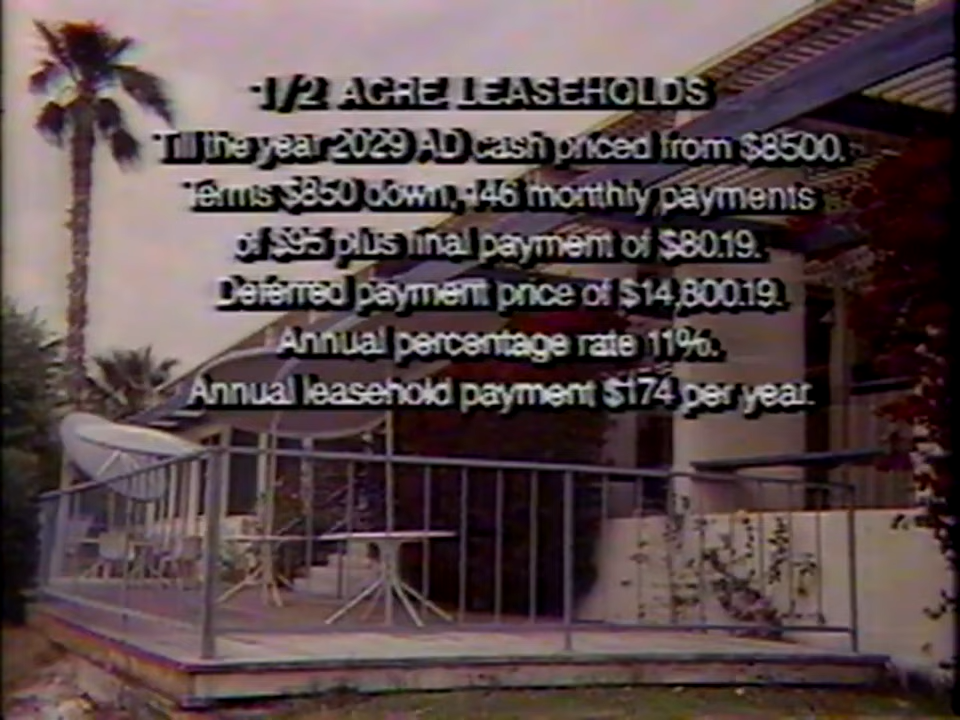 1/2 ACRE LEASEHOLDS
Till the year 2029 AD cash priced from $8500.
Terms $850 down, 146 monthly payments
of $95 plus final payment of $80.19.
Deferred payment price of $14,800.19.
Annual percentage rate 11%.
Annual leasehold payment $174 per year.